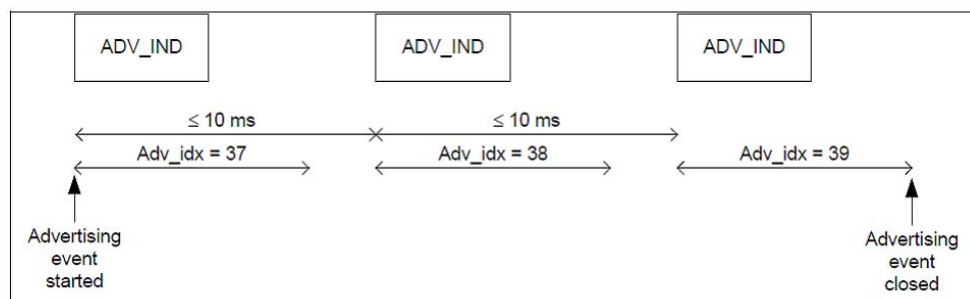 ADV_IND ADV_IND ADV_IND
≤ 10 ms ≤ 10 ms
Adv_idx = 37 Adv_idx = 38 Adv_idx = 39
Advertising
event
started
Advertising
event
closed